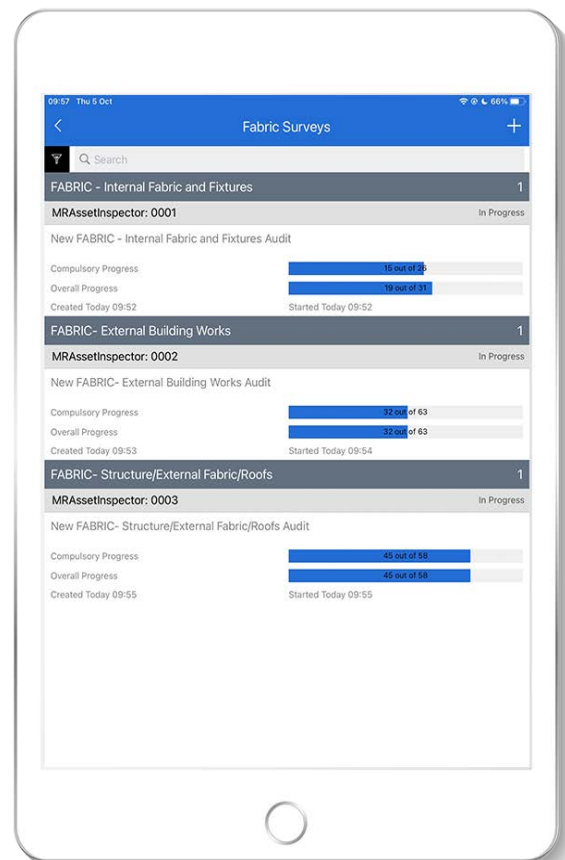 09:57 Thu 5 Oct 66%
Fabric Surveys
Search
FABRIC - Internal Fabric and Fixtures 1
MRAssetInspector: 0001 In Progress
New FABRIC - Internal Fabric and Fixtures Audit
Compulsory Progress 15 out of 26
Overall Progress 19 out of 31
Created Today 09:52 Started Today 09:52
FABRIC- External Building Works 1
MRAssetInspector: 0002 In Progress
New FABRIC- External Building Works Audit
Compulsory Progress 32 out of 63
Overall Progress 32 out of 63
Created Today 09:53 Started Today 09:54
FABRIC- Structure/External Fabric/Roofs 1
MRAssetInspector: 0003 In Progress
New FABRIC- Structure/External Fabric/Roofs Audit
Compulsory Progress 45 out of 58
Overall Progress 45 out of 58
Created Today 09:55 Started Today 09:55